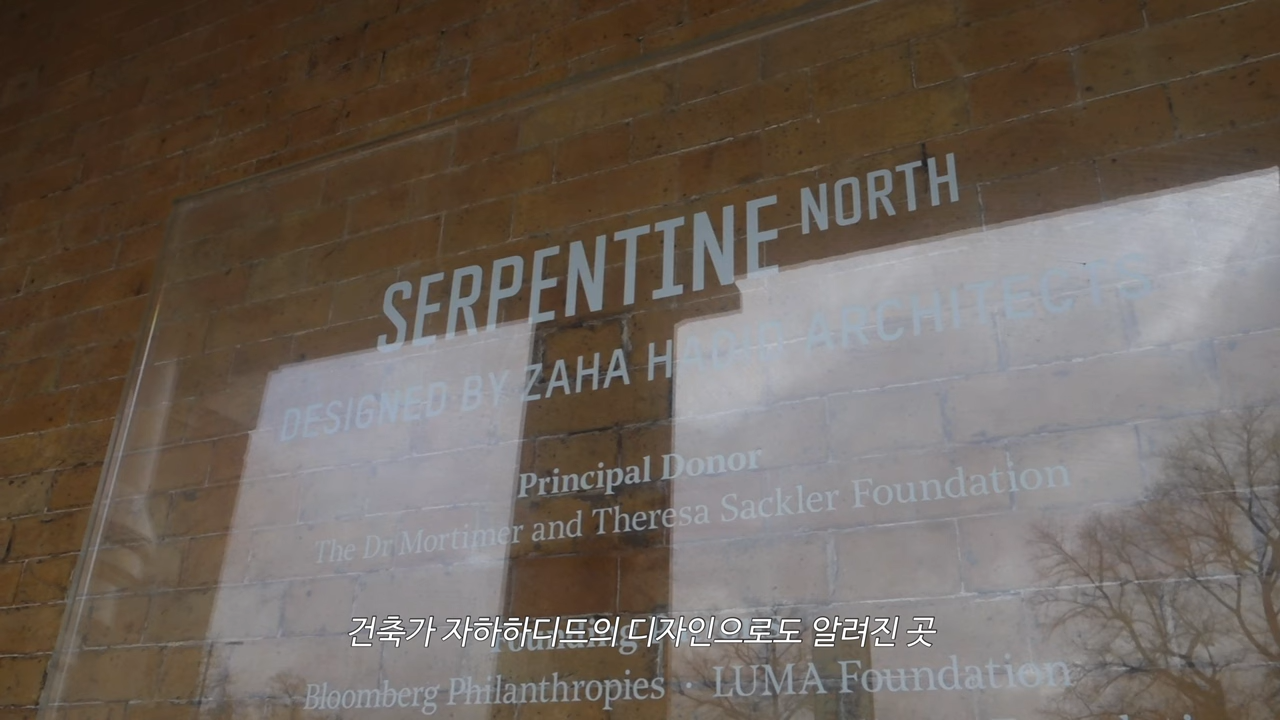 SERPENTINE NORTH
DESIGNED BY ZAHA HADID ARCHITECTS
Principal Donor
The Dr Mortimer and Theresa Sackler Foundation
건축가 자하하디드의 디자인으로도 알려진 곳
Founding
Bloomberg Philanthropies · LUMA Foundation